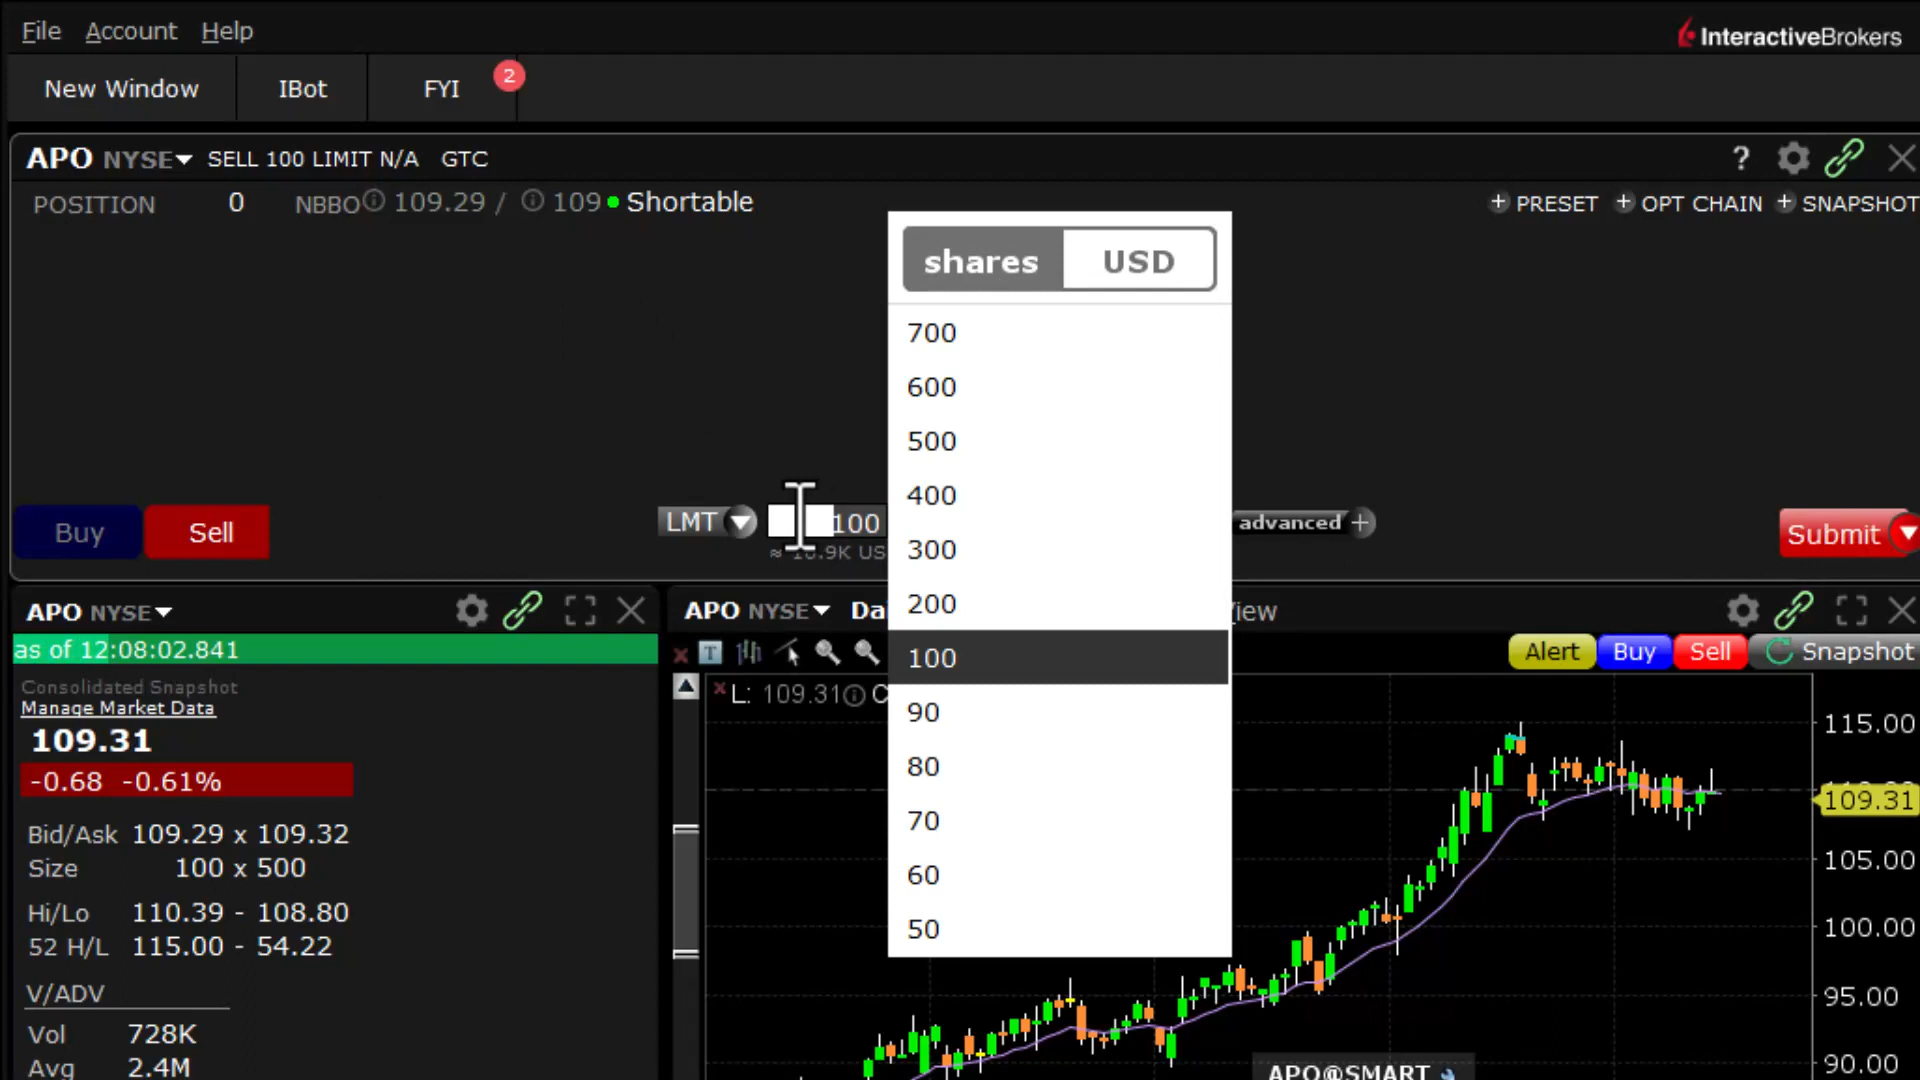 File Account Help
InteractiveBrokers
New Window IBot FYI 2
APO NYSE SELL 100 LIMIT N/A GTC ?
POSITION 0 NBBO 109.29 / 109 Shortable + PRESET + OPT CHAIN + SNAPSHOT
shares USD
700
600
500
400
300
200
100
90
80
70
60
50
Buy Sell LMT 100 advanced + Submit
APO NYSE
as of 12:08:02.841
Consolidated Snapshot
Manage Market Data
109.31
-0.68 -0.61%
Bid/Ask 109.29 x 109.32
Size 100 x 500
Hi/Lo 110.39 - 108.80
52 H/L 115.00 - 54.22
V/ADV
Vol 728K
Avg 2.4M
APO NYSE
T
Alert Buy Sell Snapshot
L: 109.31
115.00
109.31
105.00
100.00
95.00
90.00
APO@SMART